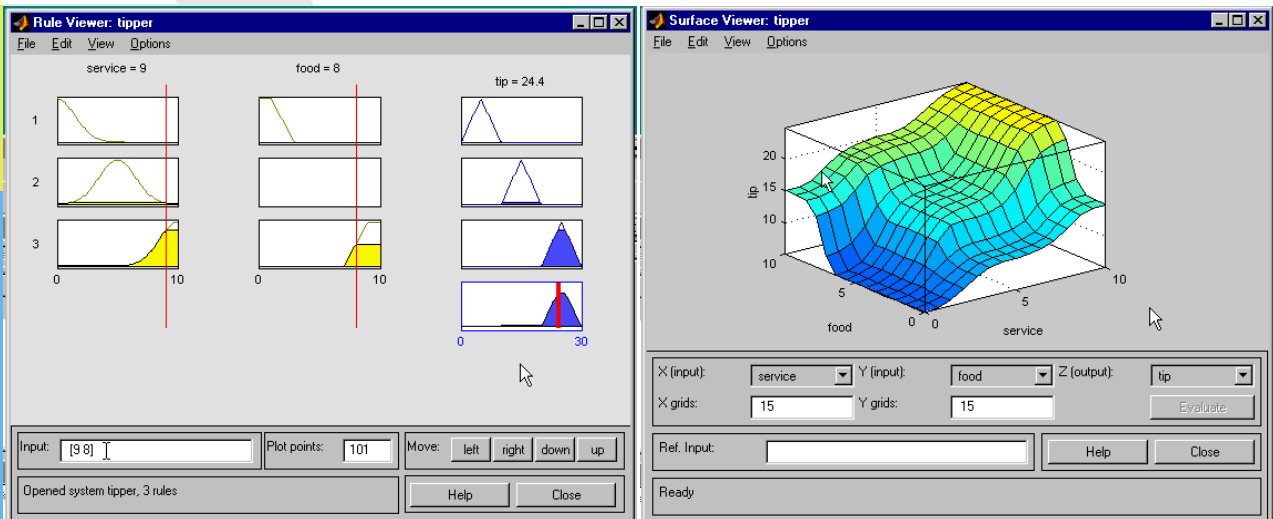 Rule Viewer: tipper
File Edit View Options
service = 9
food = 8
tip = 24.4
1
2
3
0
10
0
10
0
30
Input: [9 8]
Plot points: 101
Move: left right down up
Opened system tipper, 3 rules
Help
Close
Surface Viewer: tipper
File Edit View Options
20
15
10
tip
10
5
0
food
0
5
10
service
X (input): service
Y (input): food
Z (output): tip
X grids: 15
Y grids: 15
Evaluate
Ref. Input:
Help
Close
Ready